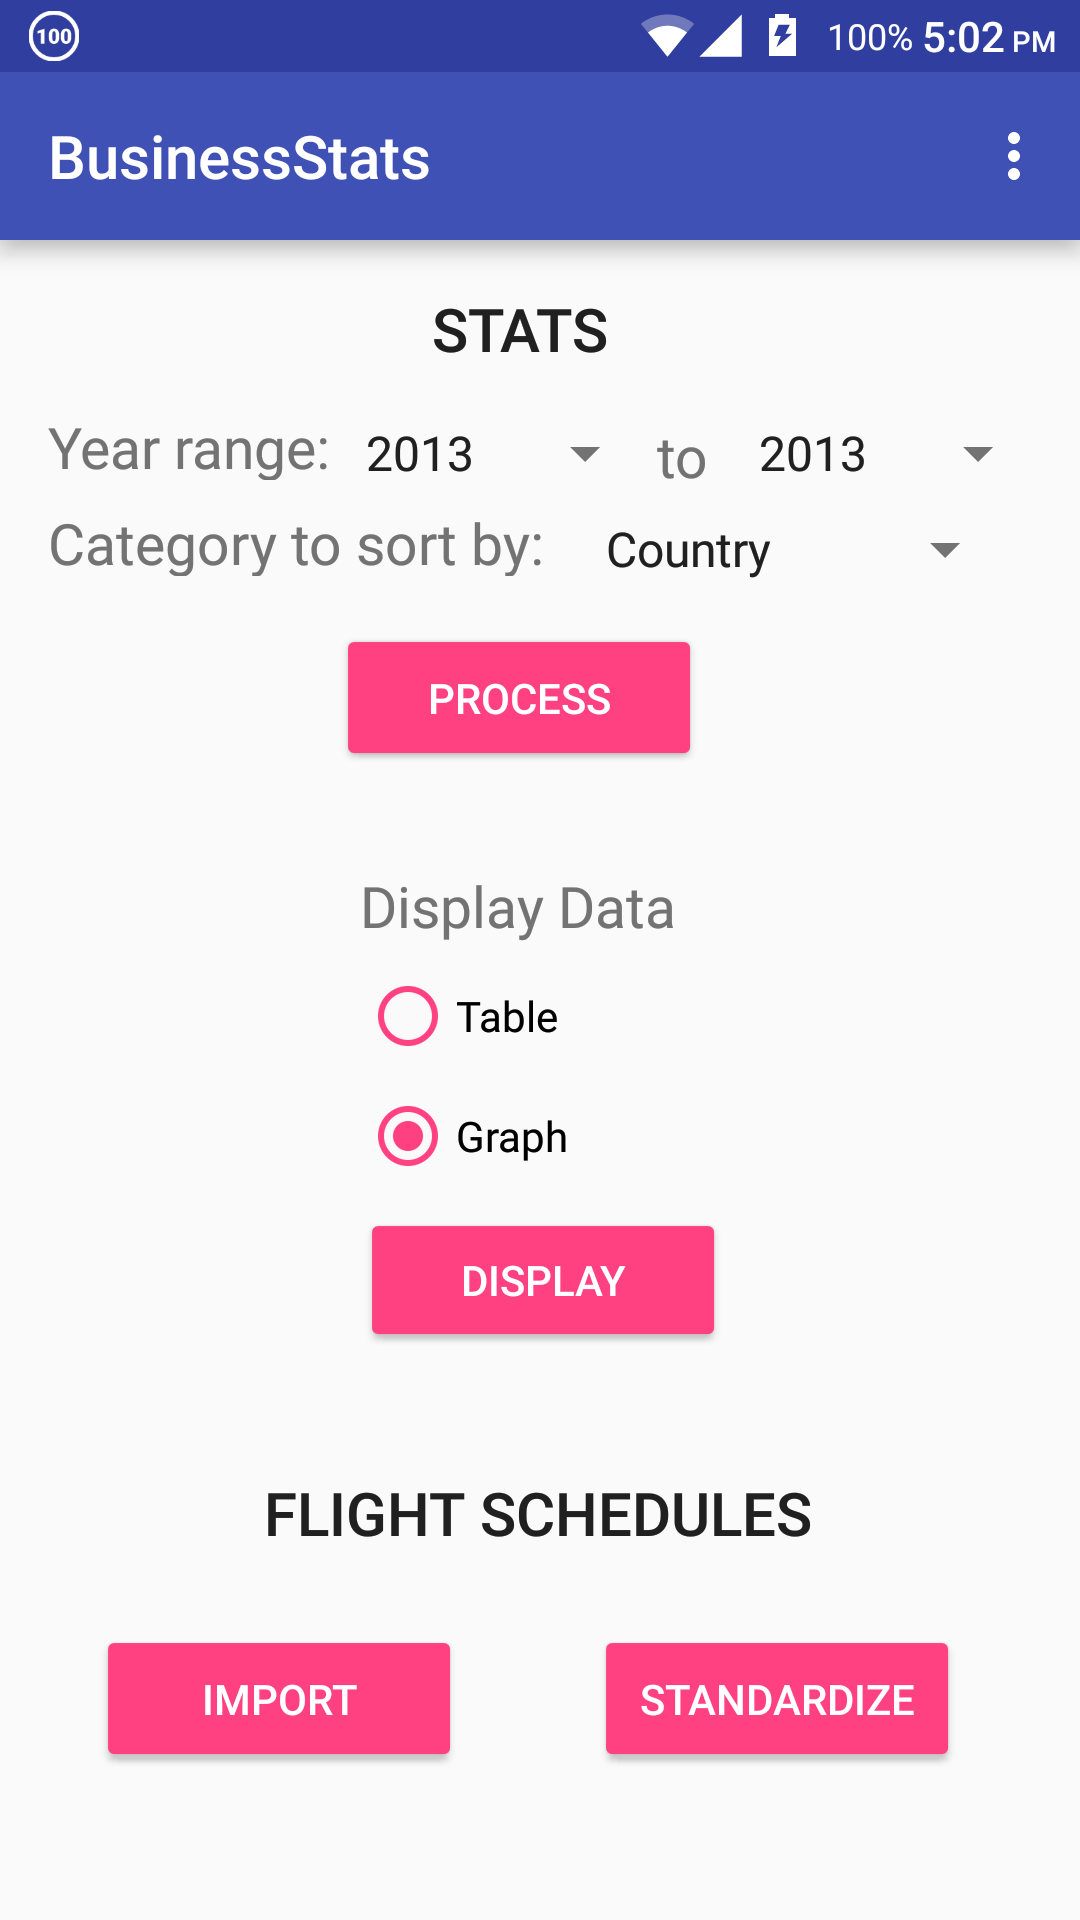 100 100% 5:02 PM
BusinessStats
STATS
Year range: 2013 to 2013
Category to sort by: Country
PROCESS
Display Data
Table
Graph
DISPLAY
FLIGHT SCHEDULES
IMPORT STANDARDIZE